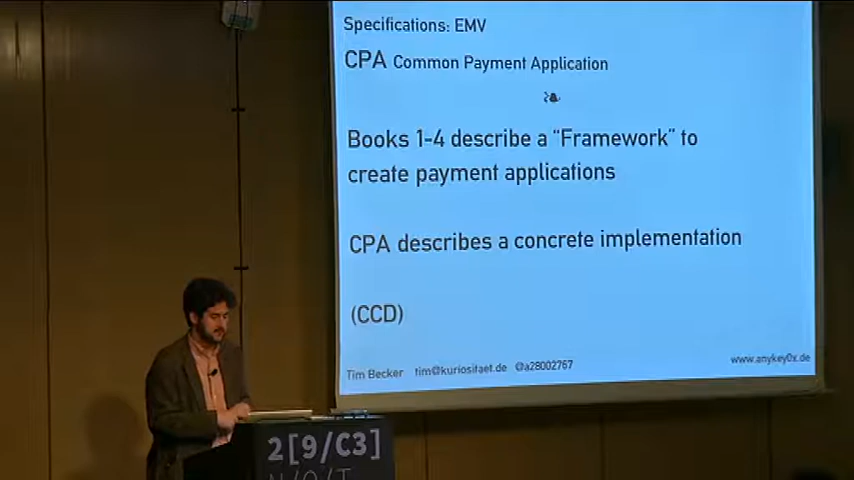 Specifications: EMV
CPA Common Payment Application
Books 1-4 describe a "Framework" to
create payment applications
CPA describes a concrete implementation
(CCD)
Tim Becker tim@kuriositaet.de @a28002767 www.anykey0x.de
2[9/C3]
N/O/T